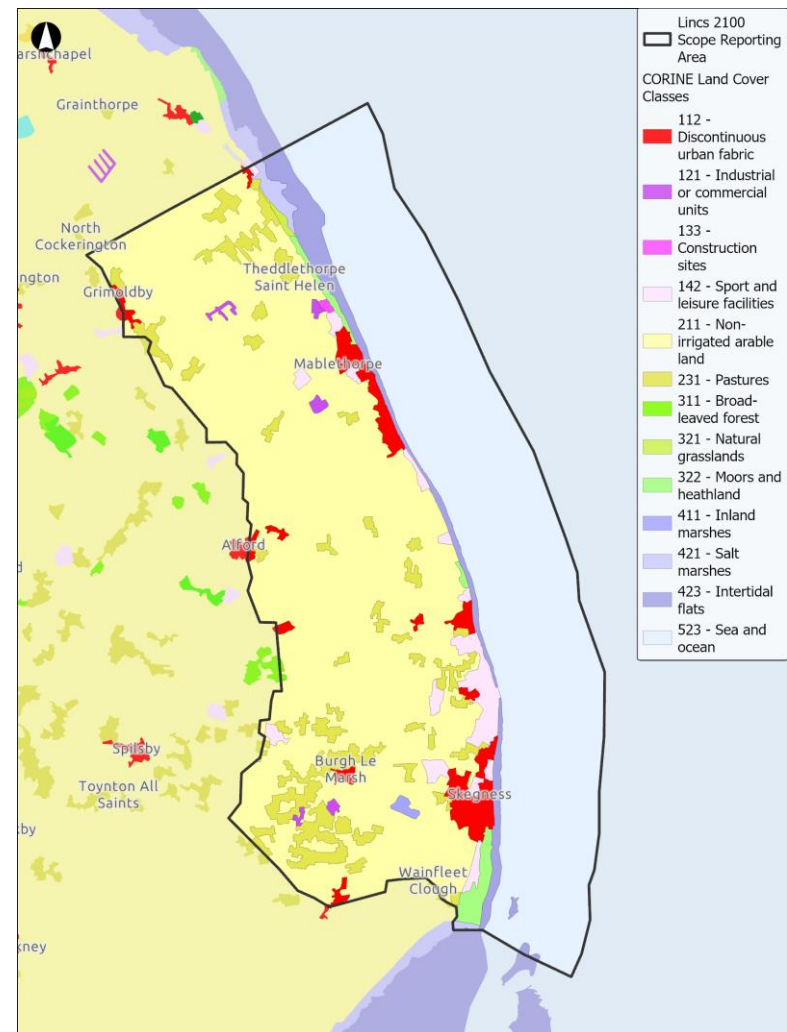 Lincs 2100
Scope Reporting
Area
CORINE Land Cover
Classes
112 -
Discontinuous
urban fabric
121 - Industrial
or commercial
units
133 -
Construction
sites
142 - Sport and
leisure facilities
211 - Non-
irrigated arable
land
231 - Pastures
311 - Broad-
leaved forest
321 - Natural
grasslands
322 - Moors and
heathland
411 - Inland
marshes
421 - Salt
marshes
423 - Intertidal
flats
523 - Sea and
ocean
arshchapel
Grainthorpe
North
Cockerington
ington
Grimoldby
Theddlethorpe
Saint Helen
Mablethorpe
Alford
d
Spilsby
Toynton All
Saints
Burgh Le
Marsh
Skegness
kby
Wainfleet
Clough
kney